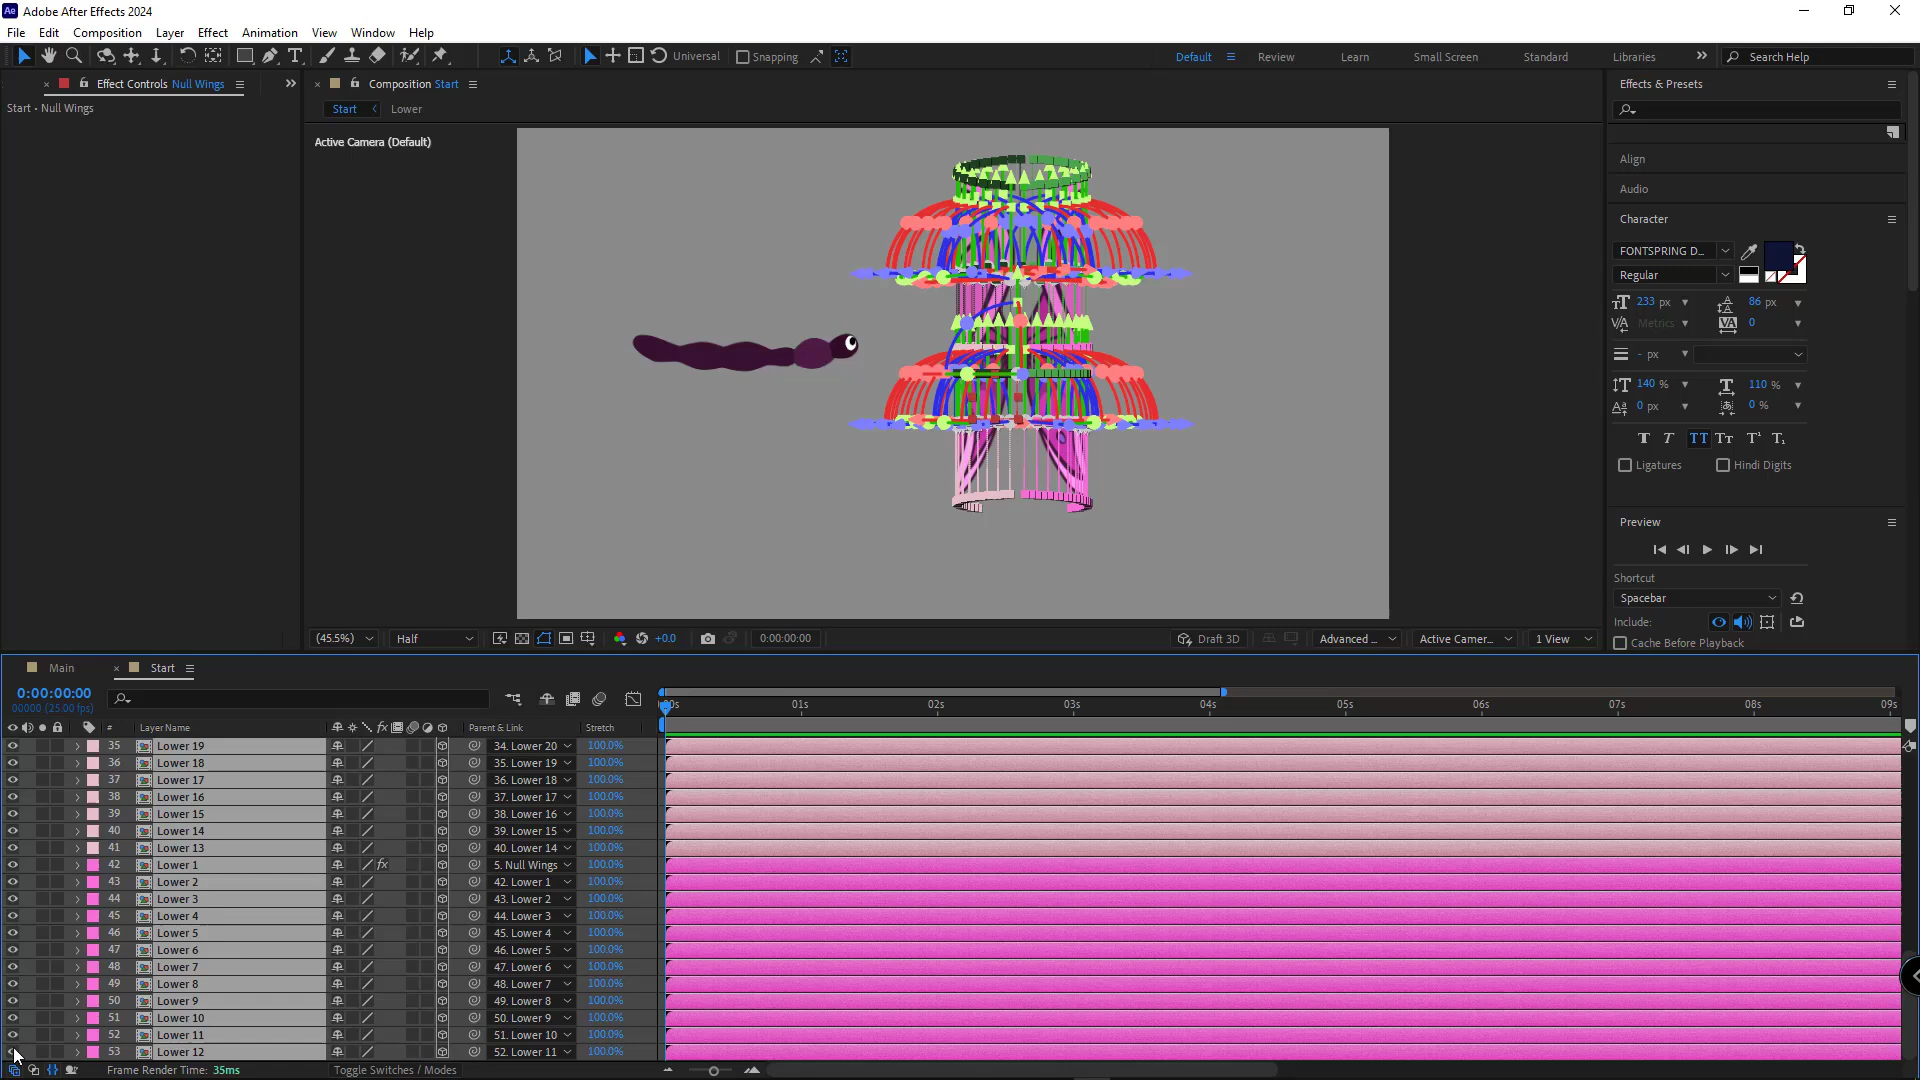 Adobe After Effects 2024
File Edit Composition Layer Effect Animation View Window Help
Universal Snapping Default Review Learn Small Screen Standard Libraries Search Help
Effect Controls Null Wings
Composition Start
Effects & Presets
Start • Null Wings
Start Lower
Active Camera (Default)
Align
Audio
Character
FONTSPRING D...
Regular
233 px 86 px
Metrics 0
- px
140 % 110 %
0 px 0 %
Ligatures Hindi Digits
Preview
Shortcut
Spacebar
Include:
Cache Before Playback
(45.5%) Half +0.0 0:00:00:00 Draft 3D Advanced ... Active Camer... 1 View
Main Start
0:00:00:00
00000 (25.00 fps)
:00s 01s 02s 03s 04s 05s 06s 07s 08s 09s
# Layer Name Parent & Link Stretch
35 Lower 19 34. Lower 20 100.0%
36 Lower 18 35. Lower 19 100.0%
37 Lower 17 36. Lower 18 100.0%
38 Lower 16 37. Lower 17 100.0%
39 Lower 15 38. Lower 16 100.0%
40 Lower 14 39. Lower 15 100.0%
41 Lower 13 40. Lower 14 100.0%
42 Lower 1 5. Null Wings 100.0%
43 Lower 2 42. Lower 1 100.0%
44 Lower 3 43. Lower 2 100.0%
45 Lower 4 44. Lower 3 100.0%
46 Lower 5 45. Lower 4 100.0%
47 Lower 6 46. Lower 5 100.0%
48 Lower 7 47. Lower 6 100.0%
49 Lower 8 48. Lower 7 100.0%
50 Lower 9 49. Lower 8 100.0%
51 Lower 10 50. Lower 9 100.0%
52 Lower 11 51. Lower 10 100.0%
53 Lower 12 52. Lower 11 100.0%
Frame Render Time: 35ms Toggle Switches / Modes